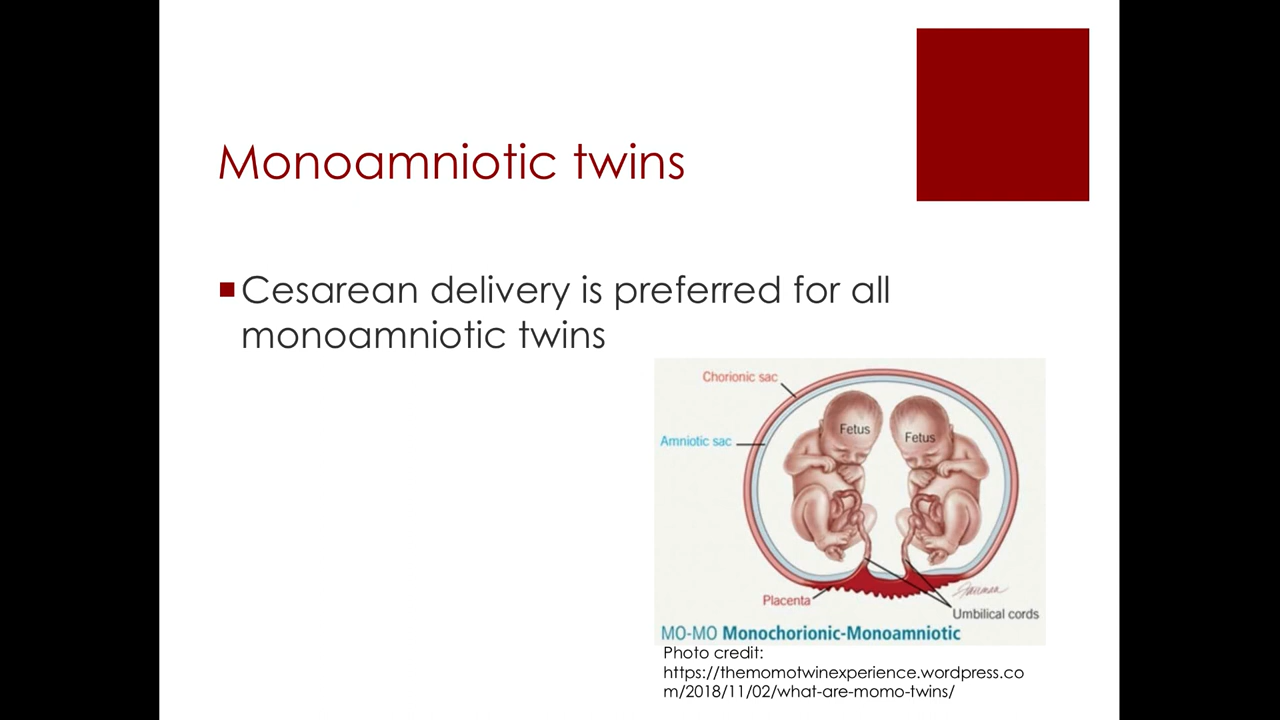 Monoamniotic twins
Cesarean delivery is preferred for all
monoamniotic twins
Chorionic sac
Fetus
Fetus
Amniotic sac
Placenta
Umbilical cords
MO-MO Monochorionic-Monoamniotic
Photo credit:
https://themomotwinexperience.wordpress.co
m/2018/11/02/what-are-momo-twins/